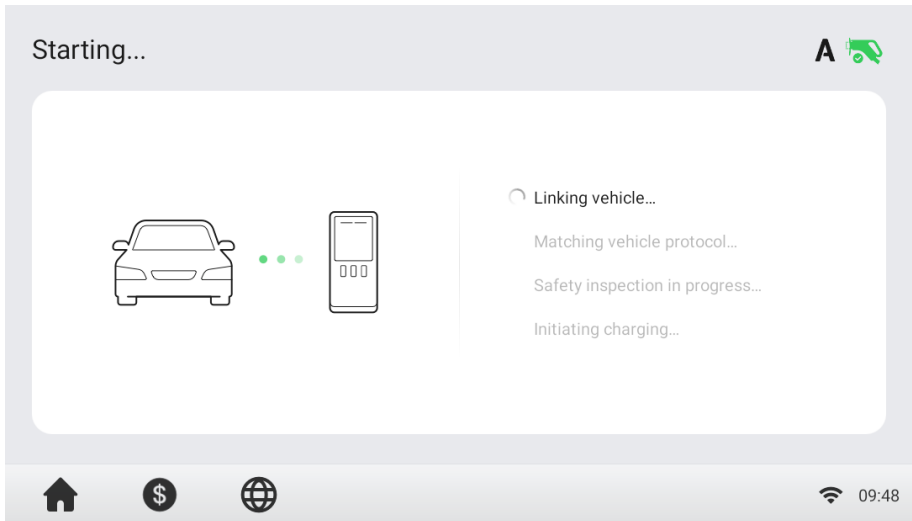 Starting...
A
Linking vehicle...
Matching vehicle protocol...
Safety inspection in progress...
Initiating charging...
$
09:48